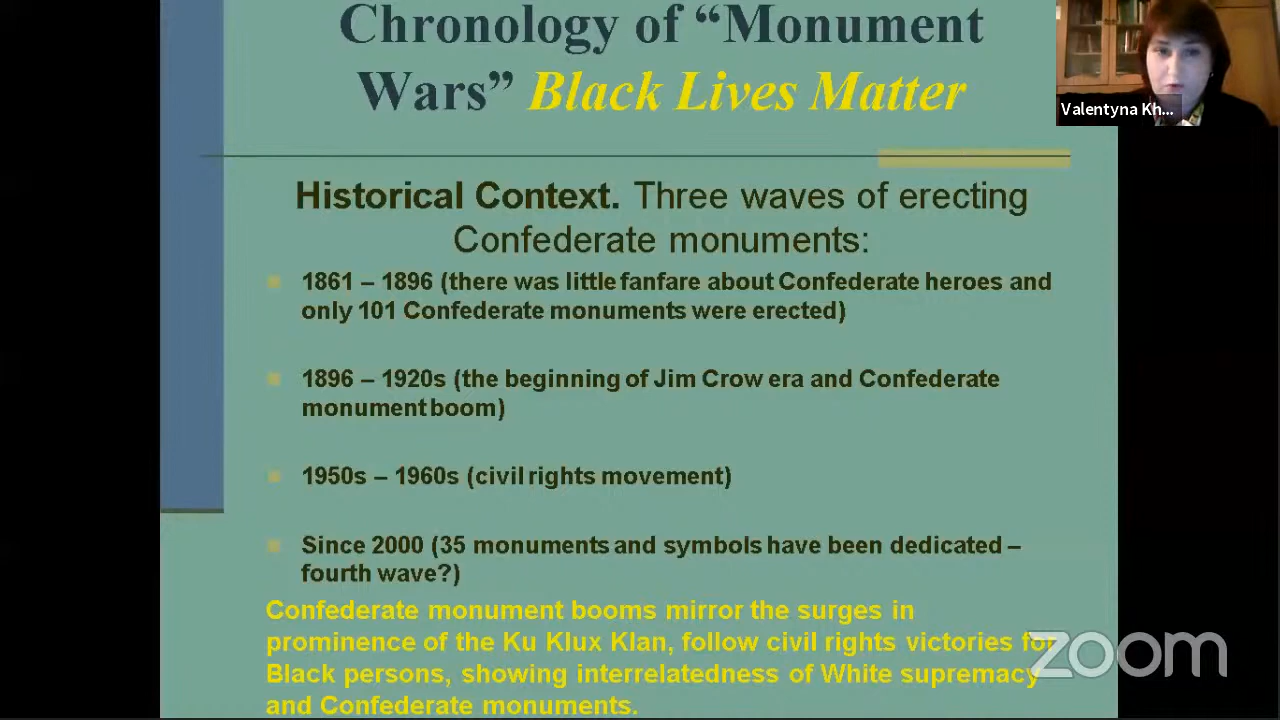 Chronology of “Monument
Wars” Black Lives Matter
Valentyna Kh...
Historical Context. Three waves of erecting
Confederate monuments:
1861 – 1896 (there was little fanfare about Confederate heroes and
only 101 Confederate monuments were erected)
1896 – 1920s (the beginning of Jim Crow era and Confederate
monument boom)
1950s – 1960s (civil rights movement)
Since 2000 (35 monuments and symbols have been dedicated –
fourth wave?)
Confederate monument booms mirror the surges in
prominence of the Ku Klux Klan, follow civil rights victories for
Black persons, showing interrelatedness of White supremacy
and Confederate monuments.
zoom